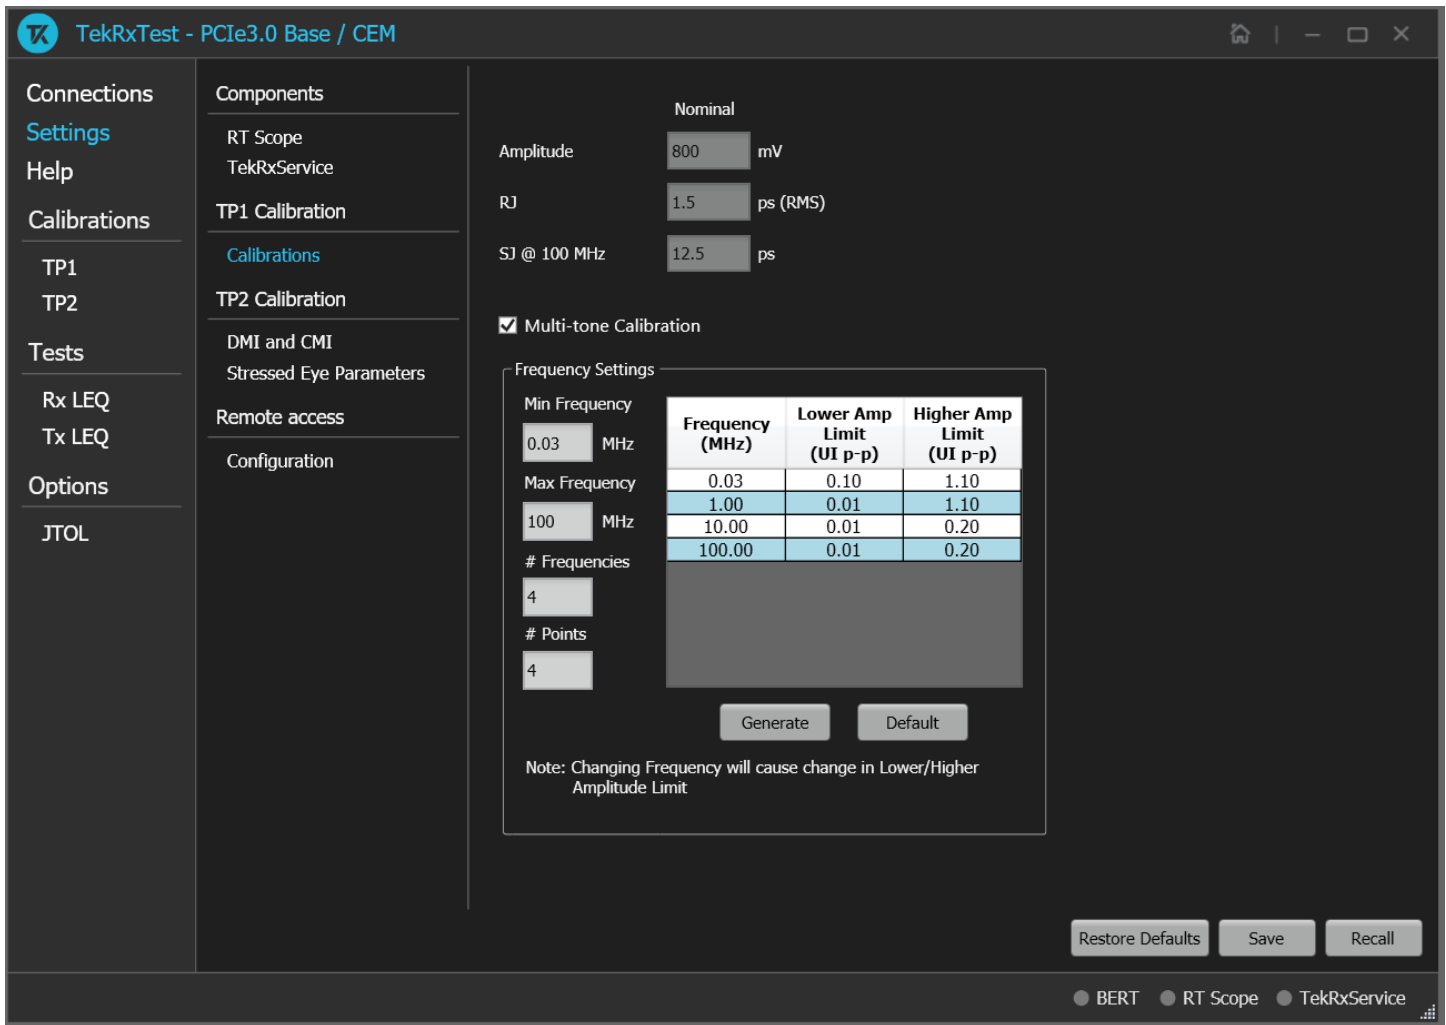 TekRxTest - PCIe3.0 Base / CEM
Connections
Settings
Help
Calibrations
TP1
TP2
Tests
Rx LEQ
Tx LEQ
Options
JTOL
Components
RT Scope
TekRxService
TP1 Calibration
Calibrations
TP2 Calibration
DMI and CMI
Stressed Eye Parameters
Remote access
Configuration
Nominal
Amplitude 800 mV
RJ 1.5 ps (RMS)
SJ @ 100 MHz 12.5 ps
Multi-tone Calibration
Frequency Settings
Min Frequency
0.03 MHz
Max Frequency
100 MHz
# Frequencies
4
# Points
4
Frequency (MHz) Lower Amp Limit (UI p-p) Higher Amp Limit (UI p-p)
0.03 0.10 1.10
1.00 0.01 1.10
10.00 0.01 0.20
100.00 0.01 0.20
Generate Default
Note: Changing Frequency will cause change in Lower/Higher
Amplitude Limit
Restore Defaults Save Recall
BERT RT Scope TekRxService